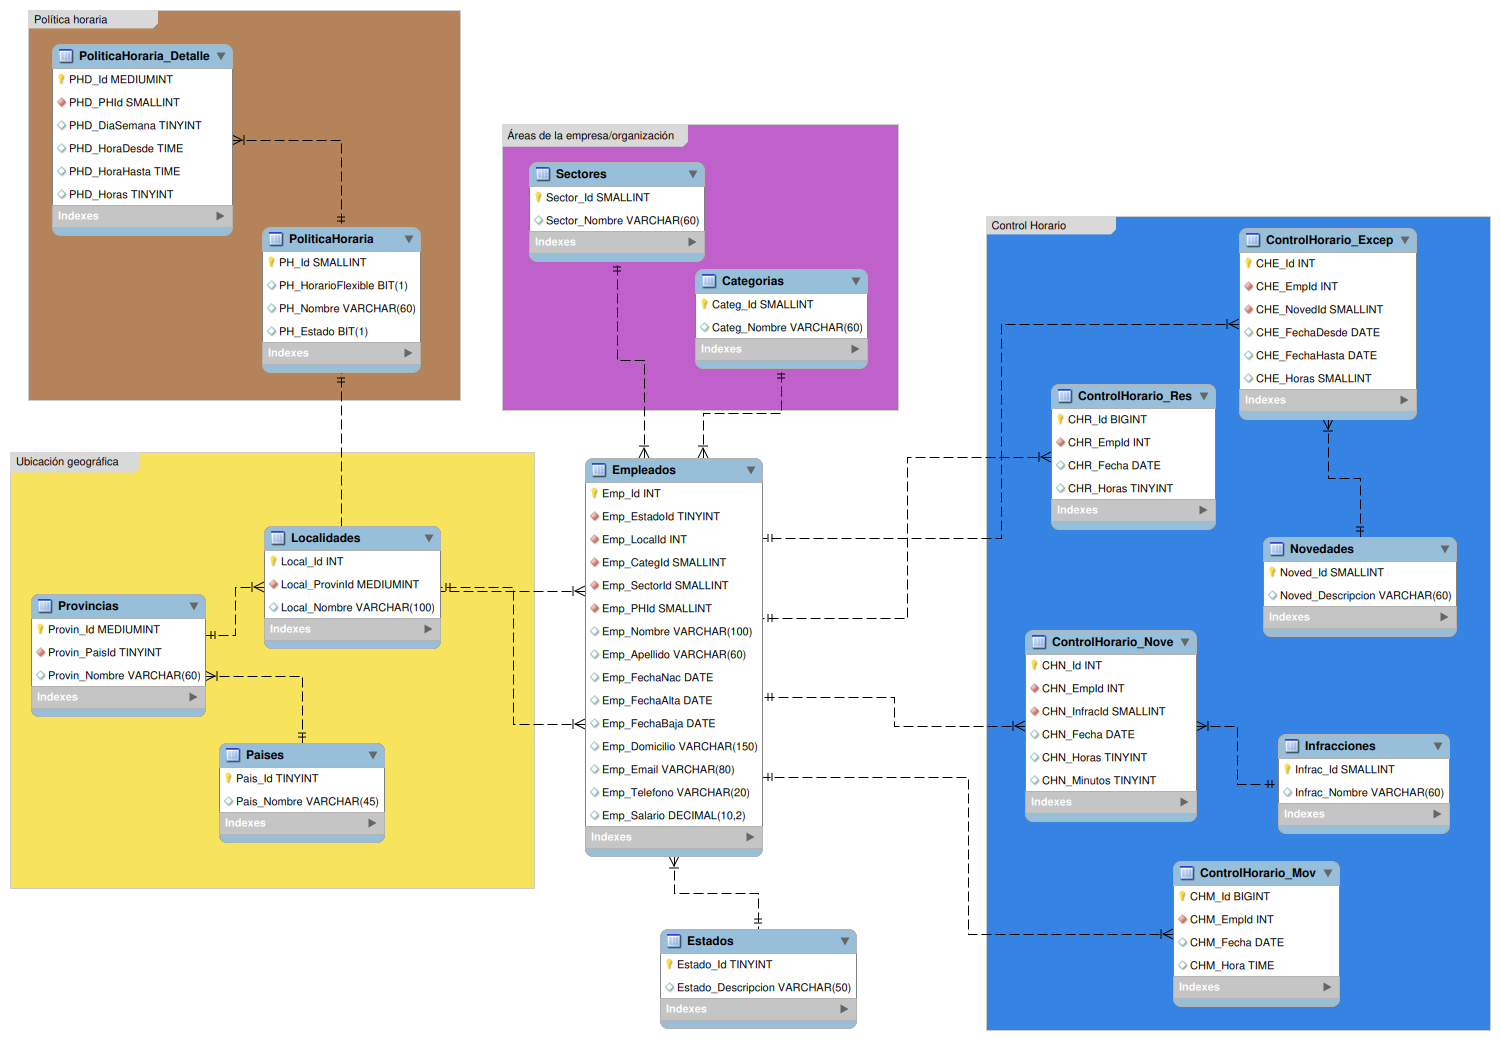 Política horaria
PoliticaHoraria_Detalle
PHD_Id MEDIUMINT
PHD_PHId SMALLINT
PHD_DiaSemana TINYINT
PHD_HoraDesde TIME
PHD_HoraHasta TIME
PHD_Horas TINYINT
Indexes
PoliticaHoraria
PH_Id SMALLINT
PH_HorarioFlexible BIT(1)
PH_Nombre VARCHAR(60)
PH_Estado BIT(1)
Indexes
Áreas de la empresa/organización
Sectores
Sector_Id SMALLINT
Sector_Nombre VARCHAR(60)
Indexes
Categorias
Categ_Id SMALLINT
Categ_Nombre VARCHAR(60)
Indexes
Ubicación geográfica
Localidades
Local_Id INT
Local_ProvinId MEDIUMINT
Local_Nombre VARCHAR(100)
Indexes
Provincias
Provin_Id MEDIUMINT
Provin_PaisId TINYINT
Provin_Nombre VARCHAR(60)
Indexes
Paises
Pais_Id TINYINT
Pais_Nombre VARCHAR(45)
Indexes
Empleados
Emp_Id INT
Emp_EstadoId TINYINT
Emp_LocalId INT
Emp_CategId SMALLINT
Emp_SectorId SMALLINT
Emp_PHId SMALLINT
Emp_Nombre VARCHAR(100)
Emp_Apellido VARCHAR(60)
Emp_FechaNac DATE
Emp_FechaAlta DATE
Emp_FechaBaja DATE
Emp_Domicilio VARCHAR(150)
Emp_Email VARCHAR(80)
Emp_Telefono VARCHAR(20)
Emp_Salario DECIMAL(10,2)
Indexes
Estados
Estado_Id TINYINT
Estado_Descripcion VARCHAR(50)
Indexes
Control Horario
ControlHorario_Excep
CHE_Id INT
CHE_EmpId INT
CHE_NovedId SMALLINT
CHE_FechaDesde DATE
CHE_FechaHasta DATE
CHE_Horas SMALLINT
Indexes
ControlHorario_Res
CHR_Id BIGINT
CHR_EmpId INT
CHR_Fecha DATE
CHR_Horas TINYINT
Indexes
Novedades
Noved_Id SMALLINT
Noved_Descripcion VARCHAR(60)
Indexes
ControlHorario_Nove
CHN_Id INT
CHN_EmpId INT
CHN_InfracId SMALLINT
CHN_Fecha DATE
CHN_Horas TINYINT
CHN_Minutos TINYINT
Indexes
Infracciones
Infrac_Id SMALLINT
Infrac_Nombre VARCHAR(60)
Indexes
ControlHorario_Mov
CHM_Id BIGINT
CHM_EmpId INT
CHM_Fecha DATE
CHM_Hora TIME
Indexes